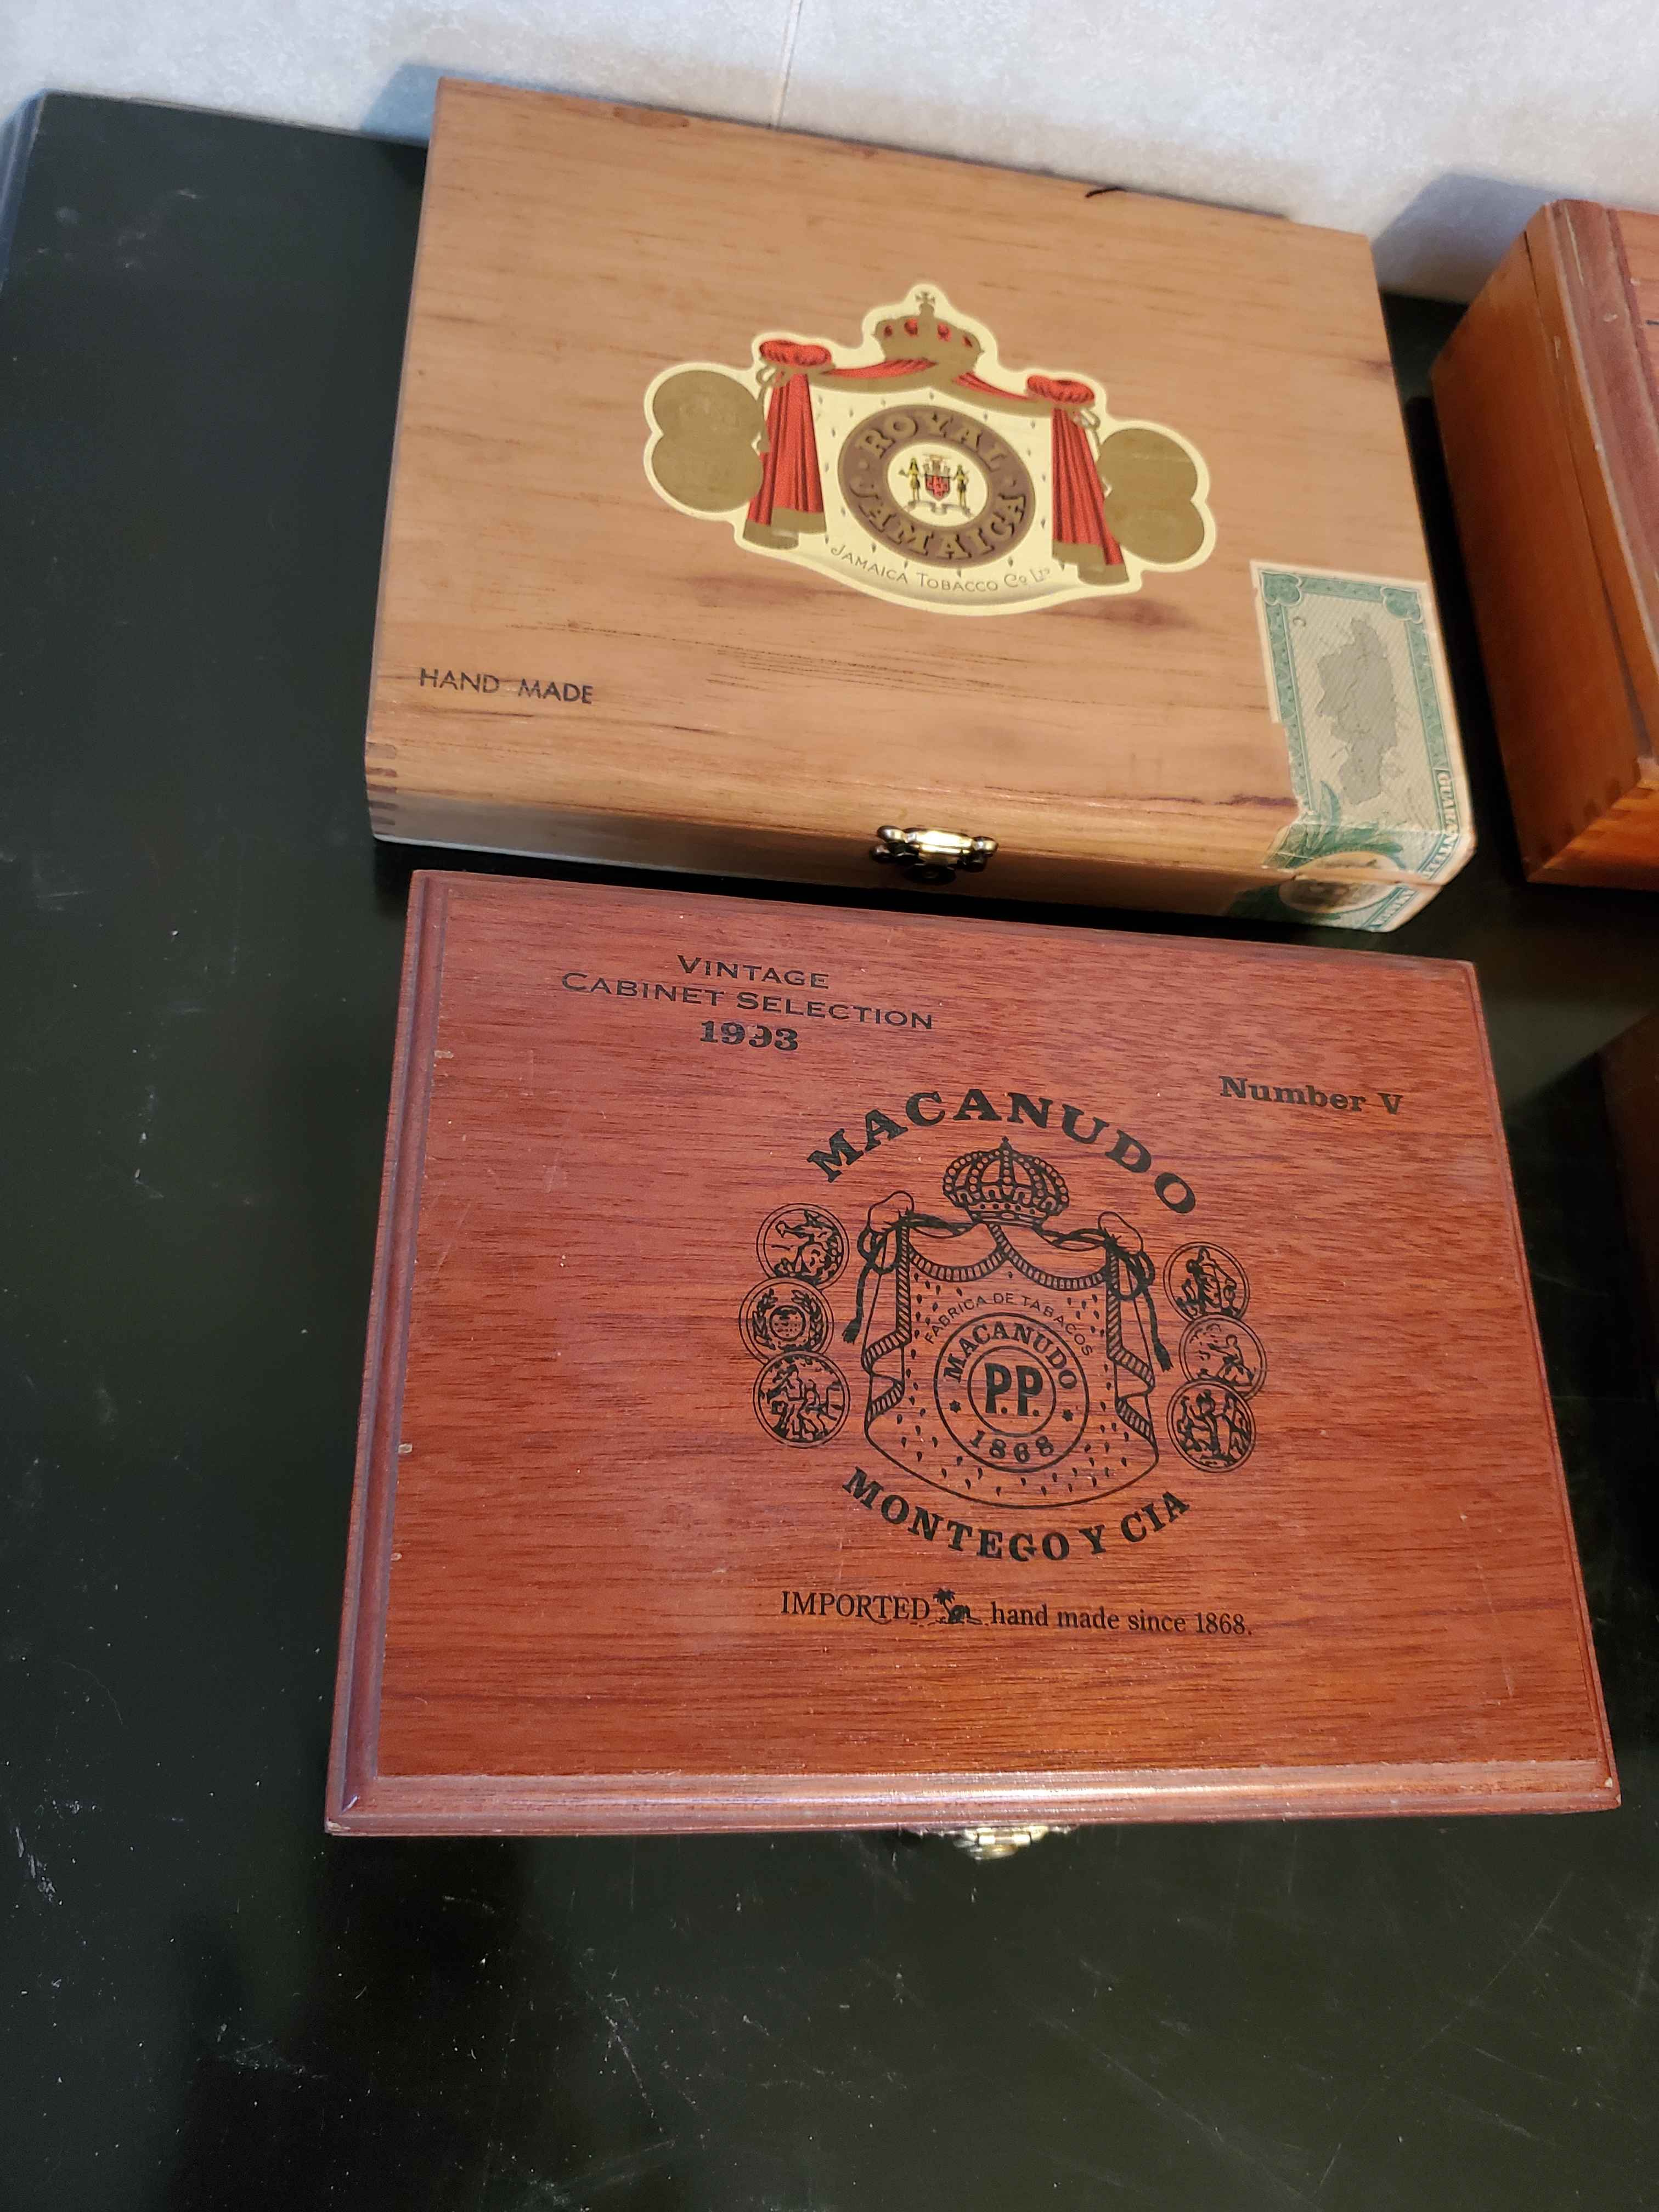 ROYAL
JAMAICA
JAMAICA TOBACCO Co LTD
HAND MADE
VINTAGE
CABINET SELECTION
1993
Number V
MACANUDO
FABRICA DE TABACOS
MACANUDO
P.P.
1868
MONTEGO Y CIA
IMPORTED hand made since 1868.